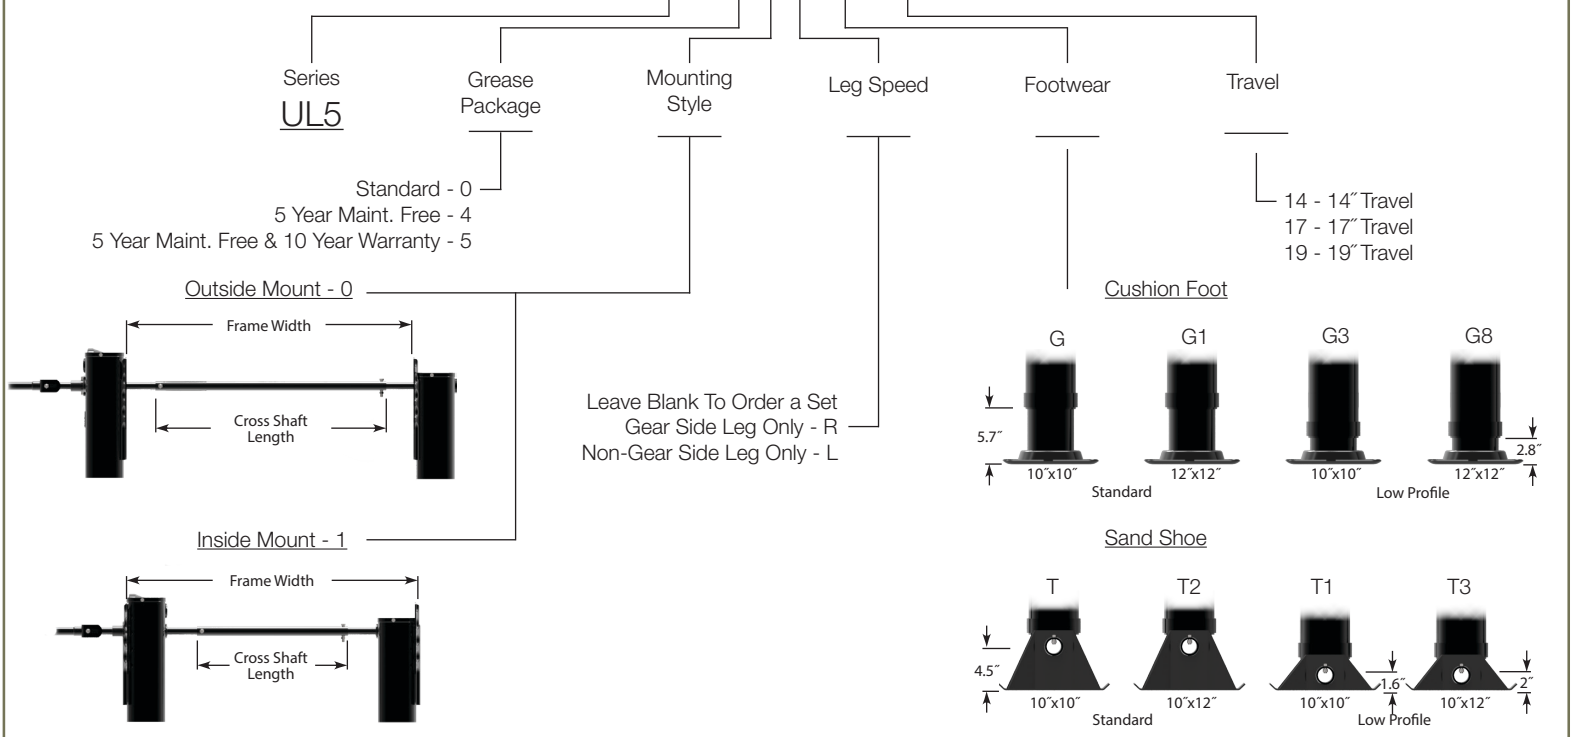 Series
UL5
Grease
Package
Mounting
Style
Leg Speed
Footwear
Travel
Standard - 0
5 Year Maint. Free - 4
5 Year Maint. Free & 10 Year Warranty - 5
14 - 14˝ Travel
17 - 17˝ Travel
19 - 19˝ Travel
Outside Mount - 0
Frame Width
Cross Shaft
Length
Leave Blank To Order a Set
Gear Side Leg Only - R
Non-Gear Side Leg Only - L
Inside Mount - 1
Frame Width
Cross Shaft
Length
Cushion Foot
G
G1
G3
G8
5.7˝
2.8˝
10˝x10˝
12˝x12˝
10˝x10˝
12˝x12˝
Standard
Low Profile
Sand Shoe
T
T2
T1
T3
4.5˝
1.6˝
2˝
10˝x10˝
10˝x12˝
10˝x10˝
10˝x12˝
Standard
Low Profile